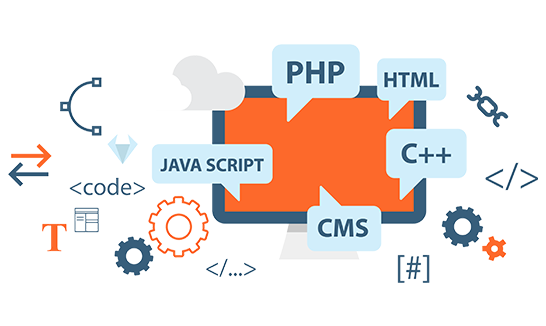 PHP
HTML
JAVA SCRIPT
C++
<code>
</>
T
CMS
</...>
[#]